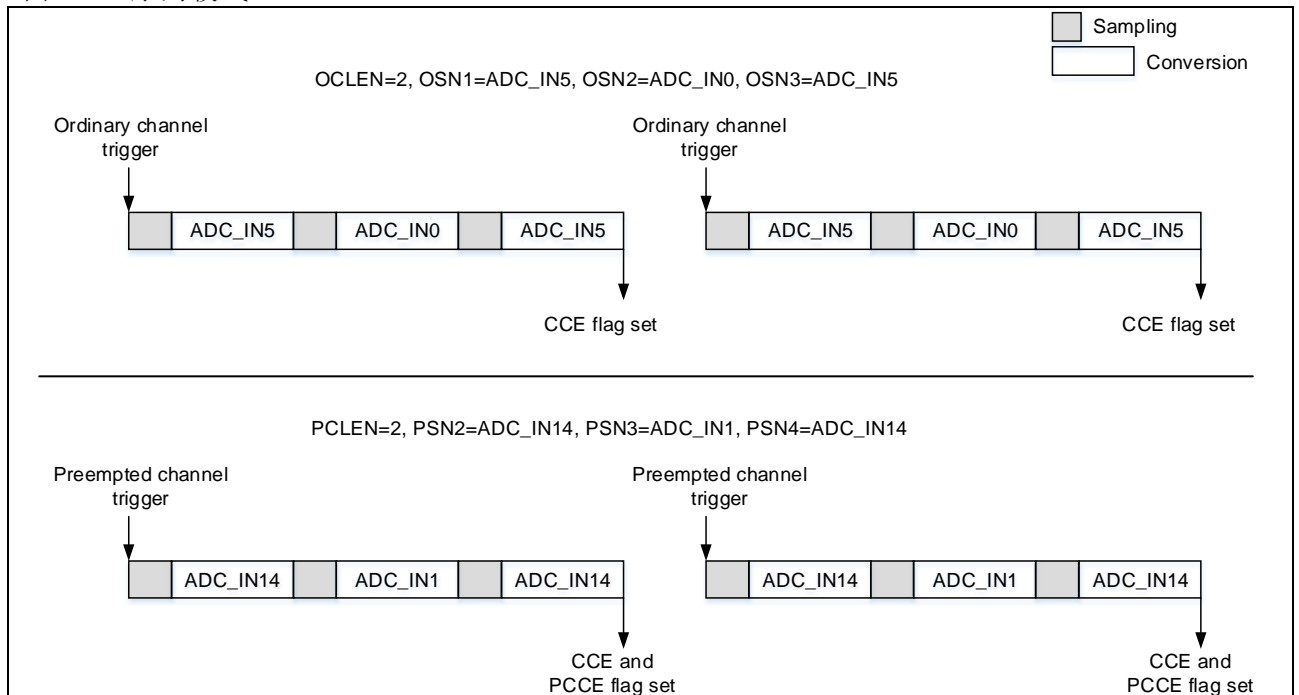 Sampling
Conversion
OCLEN=2, OSN1=ADC_IN5, OSN2=ADC_IN0, OSN3=ADC_IN5
Ordinary channel
trigger
Ordinary channel
trigger
ADC_IN5 ADC_IN0 ADC_IN5
ADC_IN5 ADC_IN0 ADC_IN5
CCE flag set
CCE flag set
PCLEN=2, PSN2=ADC_IN14, PSN3=ADC_IN1, PSN4=ADC_IN14
Preempted channel
trigger
Preempted channel
trigger
ADC_IN14 ADC_IN1 ADC_IN14
ADC_IN14 ADC_IN1 ADC_IN14
CCE and
PCCE flag set
CCE and
PCCE flag set